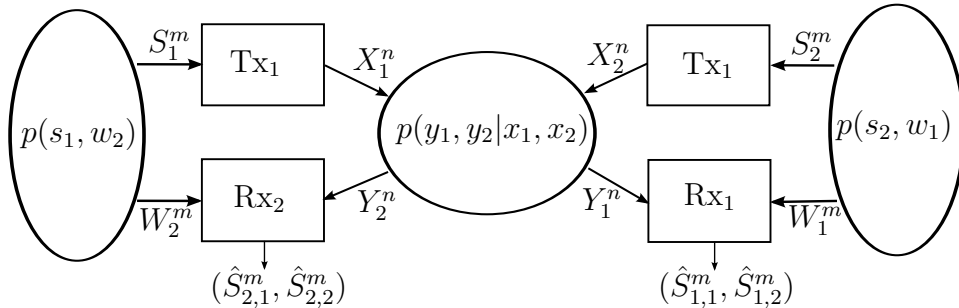 S_1^m
Tx_1
X_1^n
X_2^n
Tx_1
S_2^m
p(s_1, w_2)
p(y_1, y_2|x_1, x_2)
p(s_2, w_1)
W_2^m
Rx_2
Y_2^n
Y_1^n
Rx_1
W_1^m
(Ŝ_{2,1}^m, Ŝ_{2,2}^m)
(Ŝ_{1,1}^m, Ŝ_{1,2}^m)